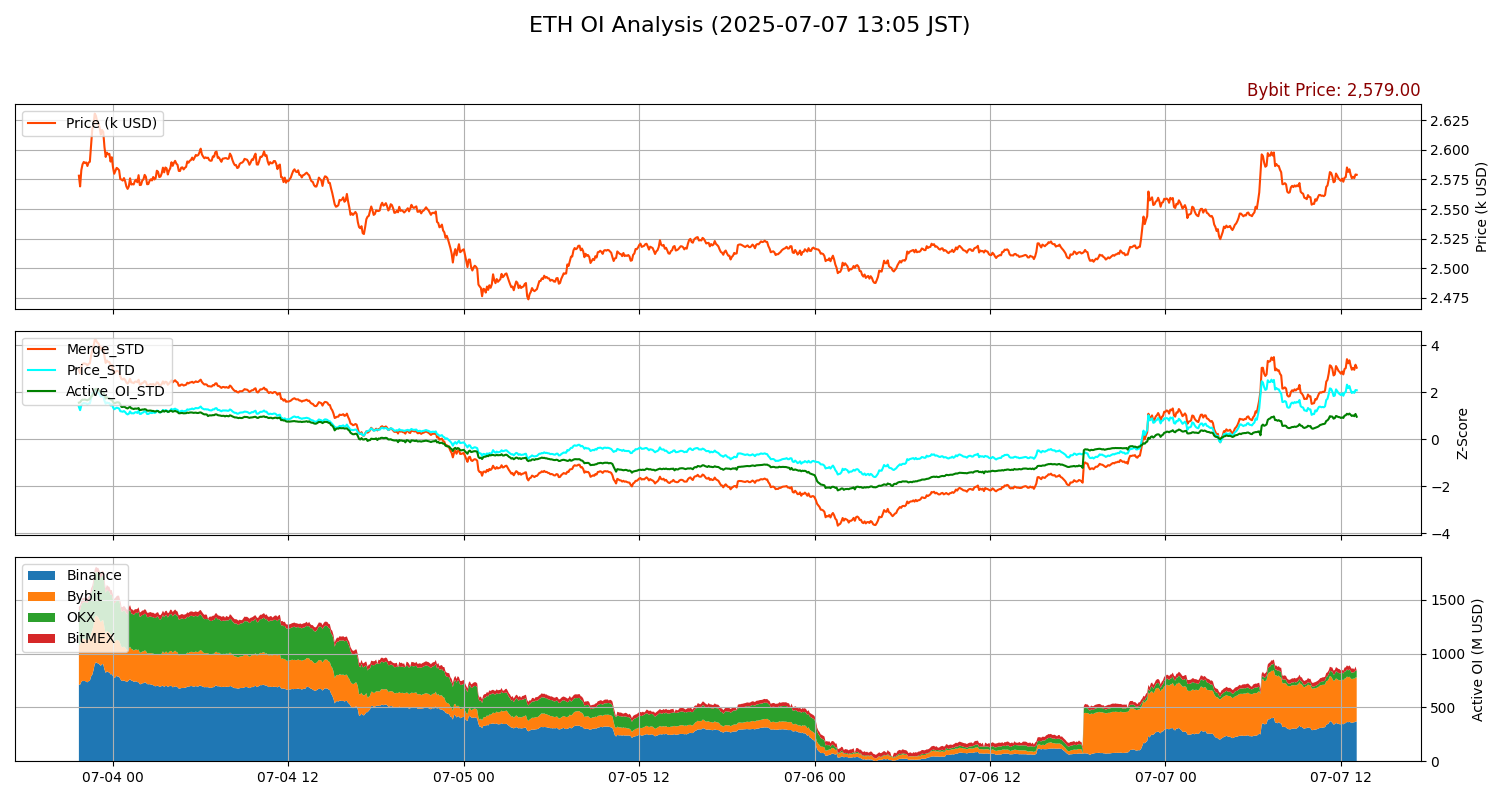 ETH OI Analysis (2025-07-07 13:05 JST)
Bybit Price: 2,579.00
Price (k USD)
2.625
2.600
2.575
2.550
2.525
2.500
2.475
Price (k USD)
Merge_STD
Price_STD
Active_OI_STD
4
2
0
−2
−4
Z-Score
Binance
Bybit
OKX
BitMEX
1500
1000
500
0
Active OI (M USD)
07-04 00
07-04 12
07-05 00
07-05 12
07-06 00
07-06 12
07-07 00
07-07 12